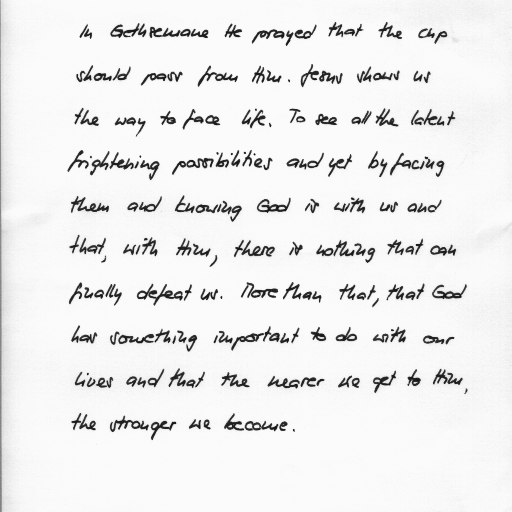 In Gethsemane He prayed that the cup
should pass from Him. Jesus shows us
the way to face life. To see all the latent
frightening possibilities and yet by facing
them and knowing God is with us and
that, with Him, there is nothing that can
finally defeat us. More than that, that God
has something important to do with our
lives and that the nearer we get to Him,
the stronger we become.